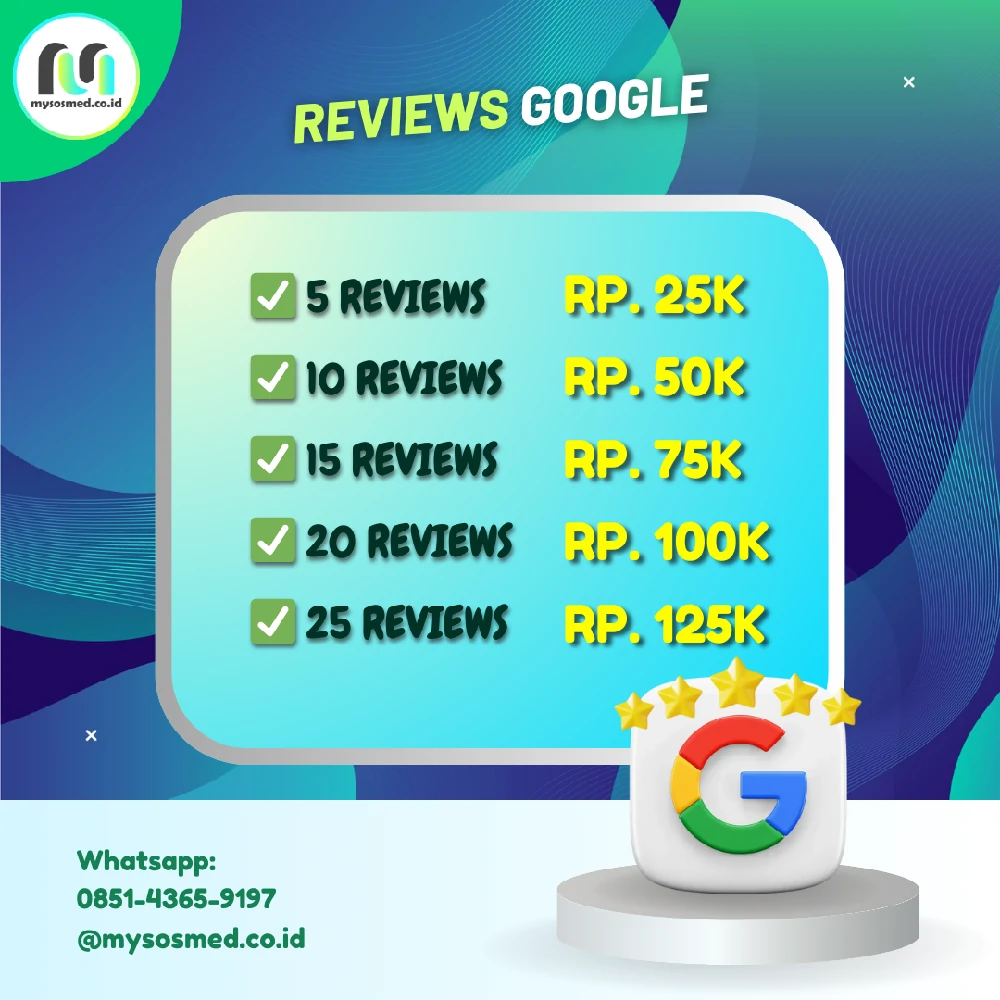 mysosmed.co.id
REVIEWS GOOGLE
5 REVIEWS RP. 25K
10 REVIEWS RP. 50K
15 REVIEWS RP. 75K
20 REVIEWS RP. 100K
25 REVIEWS RP. 125K
G
Whatsapp:
0851-4365-9197
@mysosmed.co.id